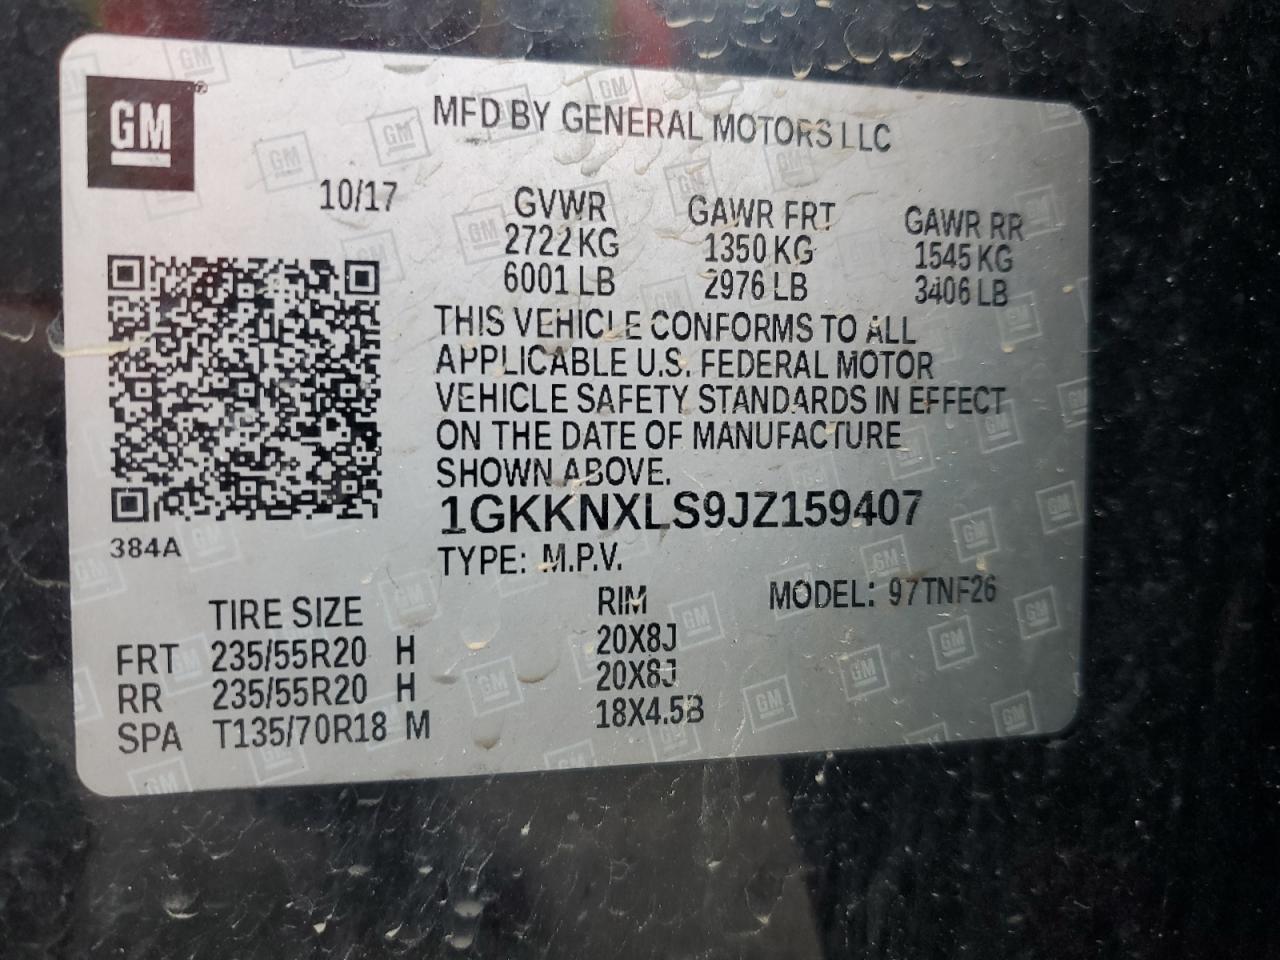 GM
MFD BY GENERAL MOTORS LLC
10/17
GVWR GAWR FRT GAWR RR
2722 KG 1350 KG 1545 KG
6001 LB 2976 LB 3406 LB
THIS VEHICLE CONFORMS TO ALL
APPLICABLE U.S. FEDERAL MOTOR
VEHICLE SAFETY STANDARDS IN EFFECT
ON THE DATE OF MANUFACTURE
SHOWN ABOVE.
1GKKNXLS9JZ159407
384A
TYPE: M.P.V.
MODEL: 97TNF26
TIRE SIZE RIM
FRT 235/55R20 H 20X8J
RR 235/55R20 H 20X8J
SPA T135/70R18 M 18X4.5B